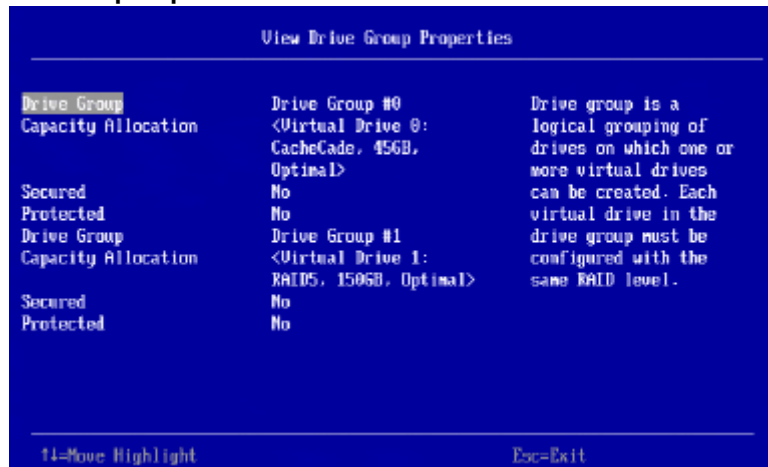 View Drive Group Properties
Drive Group Drive Group #0
Capacity Allocation <Virtual Drive 0:
CacheCade, 45GB,
Optimal>
Secured No
Protected No
Drive Group Drive Group #1
Capacity Allocation <Virtual Drive 1:
RAID5, 150GB, Optimal>
Secured No
Protected No
Drive group is a
logical grouping of
drives on which one or
more virtual drives
can be created. Each
virtual drive in the
drive group must be
configured with the
same RAID level.
↑↓=Move Highlight Esc=Exit